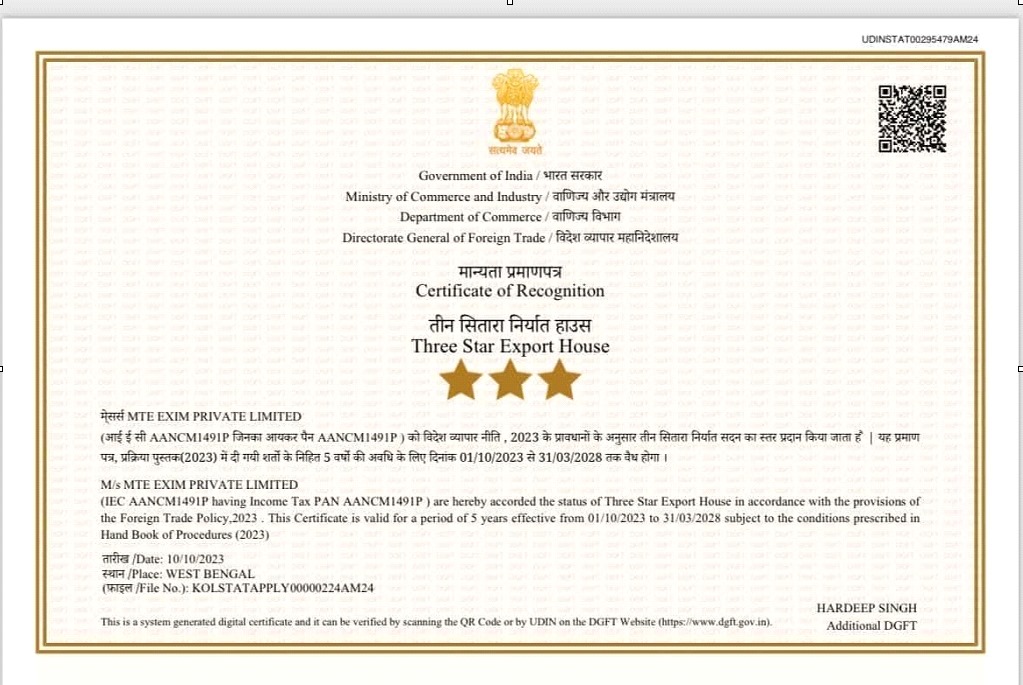 UDINSTAT00295479AM24
सत्यमेव जयते
Government of India / भारत सरकार
Ministry of Commerce and Industry / वाणिज्य और उद्योग मंत्रालय
Department of Commerce / वाणिज्य विभाग
Directorate General of Foreign Trade / विदेश व्यापार महानिदेशालय
मान्यता प्रमाणपत्र
Certificate of Recognition
तीन सितारा निर्यात हाउस
Three Star Export House
मे्सर्स MTE EXIM PRIVATE LIMITED
(आई ई सी AANCM1491P जिनका आयकर पैन AANCM1491P ) को विदेश व्यापार नीति , 2023 के प्रावधानों के अनुसार तीन सितारा निर्यात सदन का स्तर प्रदान किया जाता है | यह प्रमाण
पत्र, प्रक्रिया पुस्तक(2023) में दी गयी शर्तो के निहित 5 वर्षो की अवधि के लिए दिनांक 01/10/2023 से 31/03/2028 तक वैध होगा ।
M/s MTE EXIM PRIVATE LIMITED
(IEC AANCM1491P having Income Tax PAN AANCM1491P ) are hereby accorded the status of Three Star Export House in accordance with the provisions of
the Foreign Trade Policy,2023 . This Certificate is valid for a period of 5 years effective from 01/10/2023 to 31/03/2028 subject to the conditions prescribed in
Hand Book of Procedures (2023)
तारीख /Date: 10/10/2023
स्थान /Place: WEST BENGAL
(फ़ाइल /File No.): KOLSTATAPPLY00000224AM24
HARDEEP SINGH
This is a system generated digital certificate and it can be verified by scanning the QR Code or by UDIN on the DGFT Website (https://www.dgft.gov.in).
Additional DGFT